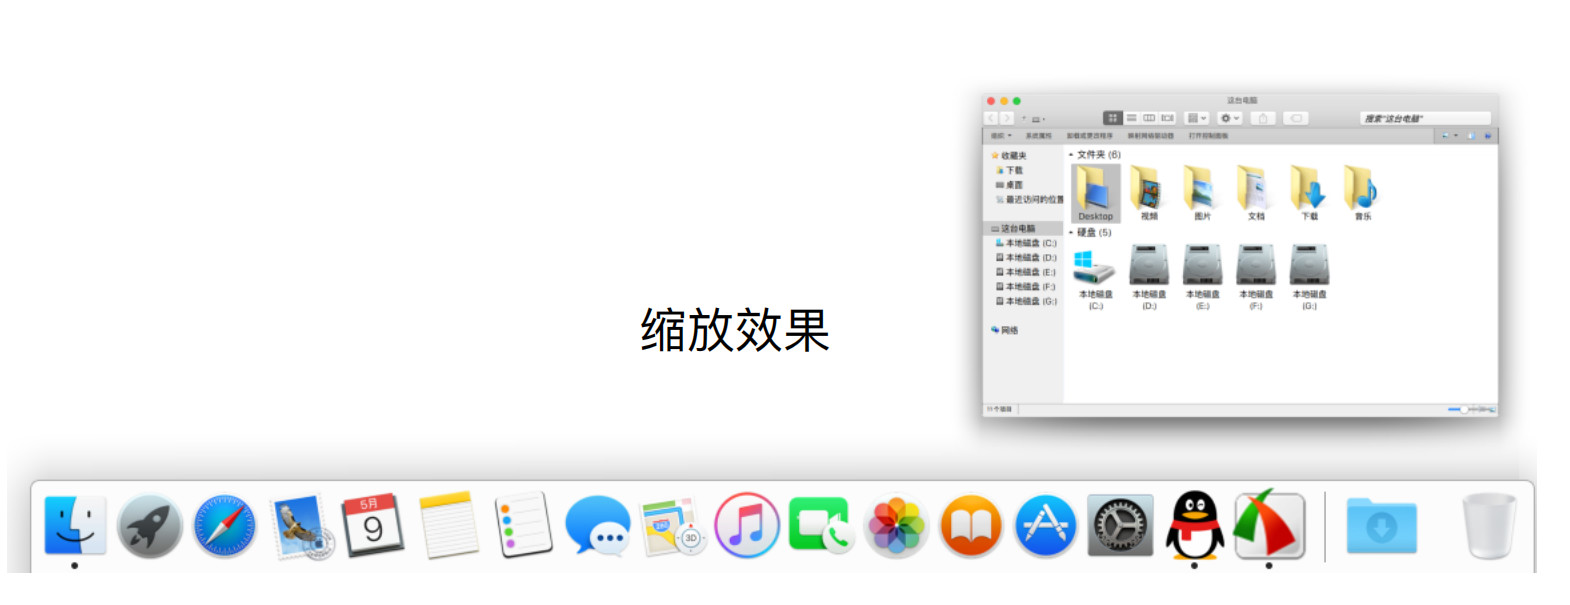 这台电脑
搜索"这台电脑"
组织 系统属性 卸载或更改程序 映射网络驱动器 打开控制面板
收藏夹
下载
桌面
最近访问的位置
这台电脑
本地磁盘 (C:)
本地磁盘 (D:)
本地磁盘 (E:)
本地磁盘 (F:)
本地磁盘 (G:)
网络
文件夹 (6)
Desktop 视频 图片 文档 下载 音乐
硬盘 (5)
本地磁盘 (C:)
本地磁盘 (D:)
本地磁盘 (E:)
本地磁盘 (F:)
本地磁盘 (G:)
11个项目
缩放效果
5月
9
280
3D